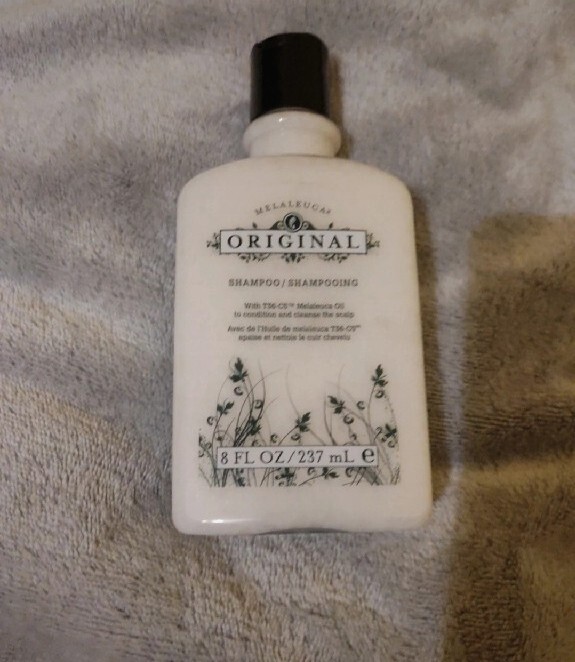 MELALEUCA®
ORIGINAL
SHAMPOO / SHAMPOOING
With T36-C5™ Melaleuca Oil
to condition and cleanse the scalp
Avec de l'Huile de melaleuca T36-C5™
apaise et nettoie le cuir chevelu
8 FL OZ / 237 mL ℮